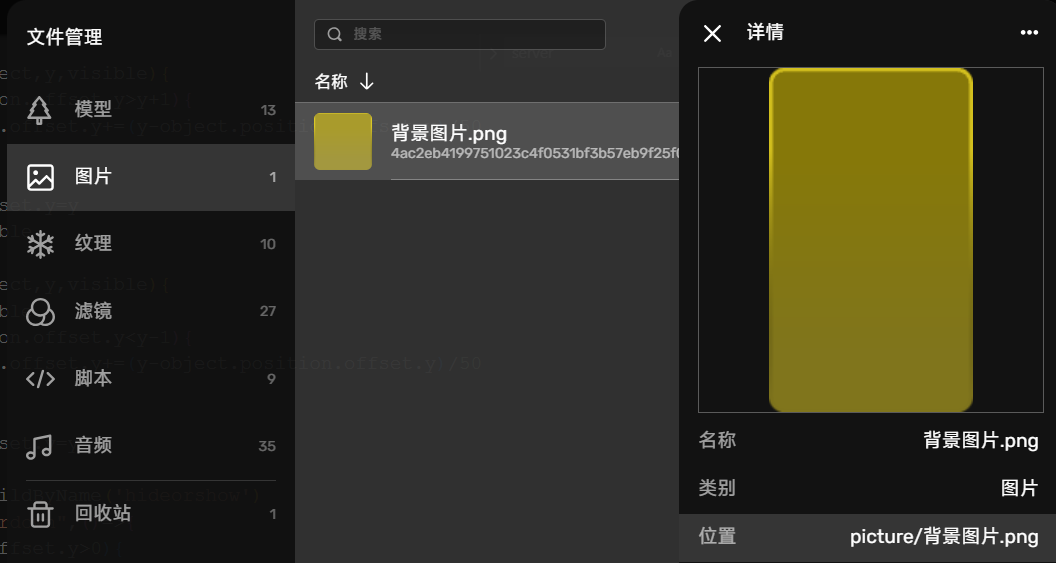 文件管理
模型 13
图片 1
纹理 10
滤镜 27
脚本 9
音频 35
回收站 1
搜索
名称
背景图片.png
4ac2eb4199751023c4f0531bf3b57eb9f25f
详情
名称 背景图片.png
类别 图片
位置 picture/背景图片.png